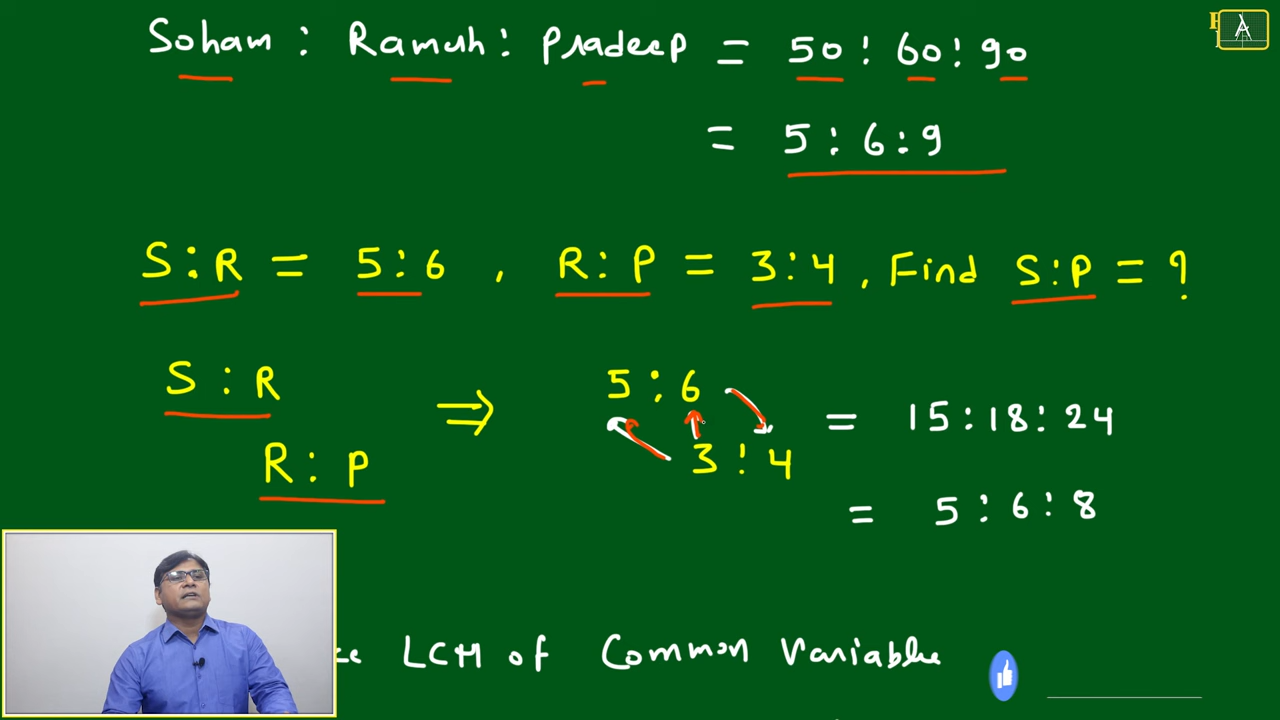 Soham : Ramesh : Pradeep = 50 : 60 : 90
= 5 : 6 : 9
S : R = 5 : 6 , R : P = 3 : 4 , Find S : P = ?
S : R ⇒ 5 : 6
R : P 3 : 4
= 15 : 18 : 24
= 5 : 6 : 8
LCM of Common Variable